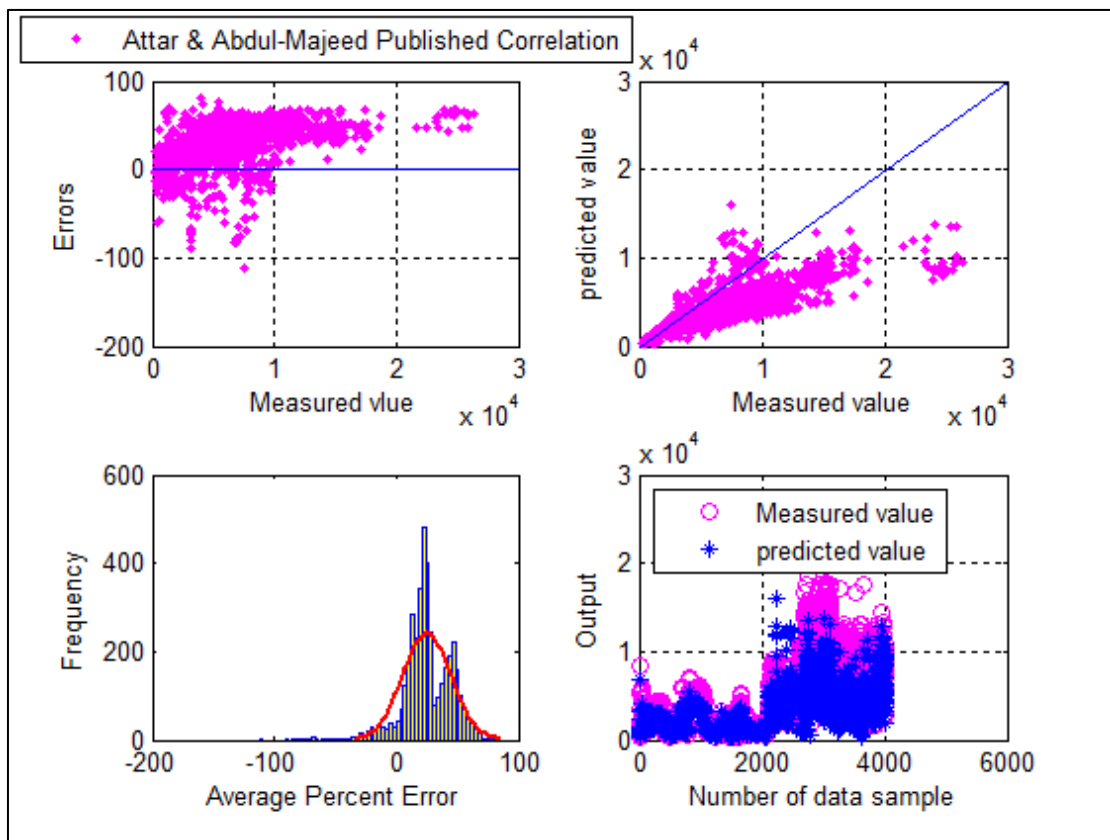 Attar & Abdul-Majeed Published Correlation
100
0
-100
-200
Errors
0 1 2 3
Measured vlue
x 10^4
x 10^4
3
2
1
0
predicted value
0 1 2 3
Measured value
x 10^4
600
400
200
0
Frequency
-200 -100 0 100
Average Percent Error
x 10^4
3
2
1
0
Output
Measured value
predicted value
0 2000 4000 6000
Number of data sample